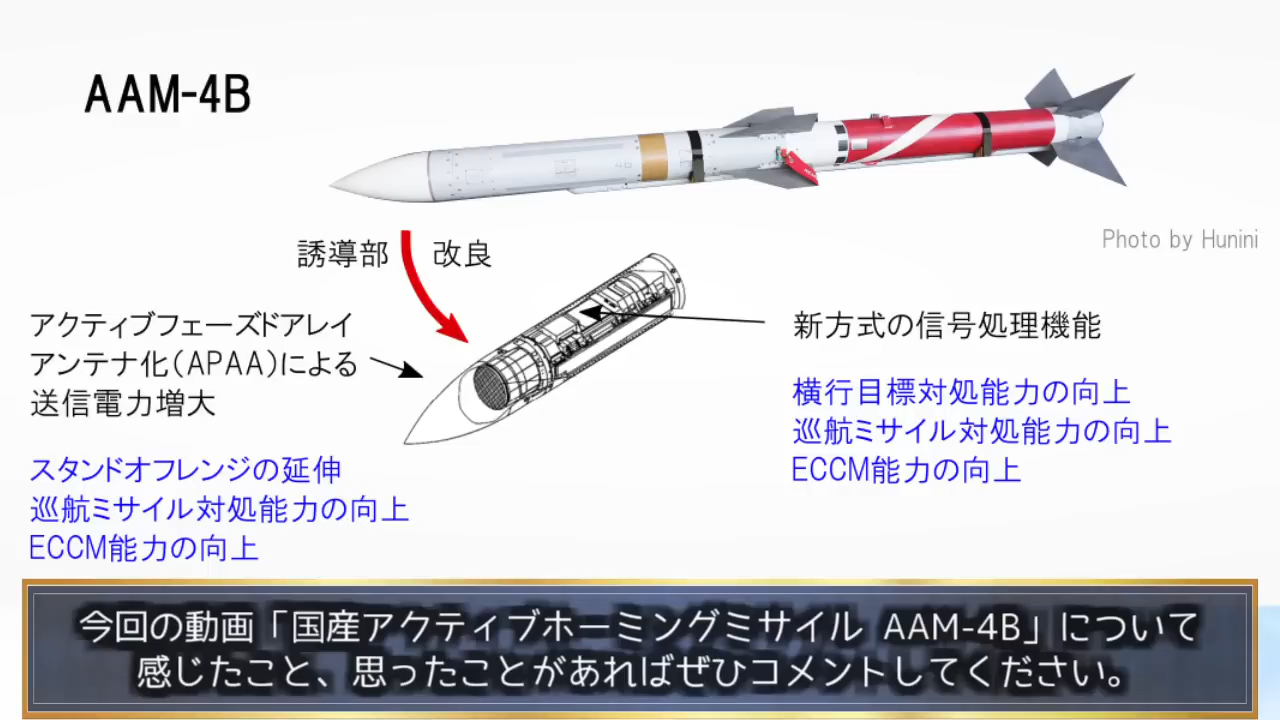 AAM-4B
Photo by Hunini
誘導部 改良
アクティブフェーズドアレイ
アンテナ化(APAA)による
送信電力増大
スタンドオフレンジの延伸
巡航ミサイル対処能力の向上
ECCM能力の向上
新方式の信号処理機能
横行目標対処能力の向上
巡航ミサイル対処能力の向上
ECCM能力の向上
今回の動画「国産アクティブホーミングミサイル AAM-4B」について
感じたこと、思ったことがあればぜひコメントしてください。